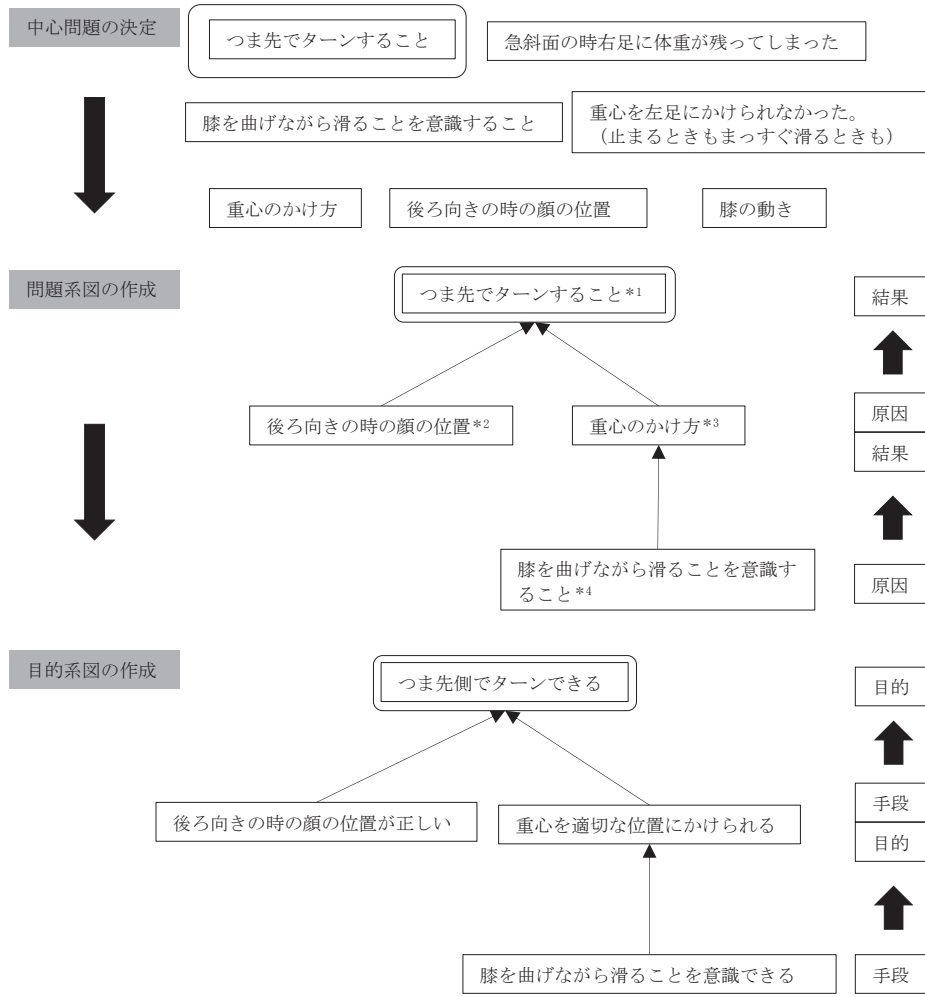 中心問題の決定
つま先でターンすること
急斜面の時右足に体重が残ってしまった
膝を曲げながら滑ることを意識すること
重心を左足にかけられなかった。
（止まるときもまっすぐ滑るときも）
重心のかけ方
後ろ向きの時の顔の位置
膝の動き
問題系図の作成
つま先でターンすること*1
結果
後ろ向きの時の顔の位置*2
重心のかけ方*3
原因
結果
膝を曲げながら滑ることを意識す
ること*4
原因
目的系図の作成
つま先側でターンできる
目的
後ろ向きの時の顔の位置が正しい
重心を適切な位置にかけられる
手段
目的
膝を曲げながら滑ることを意識できる
手段